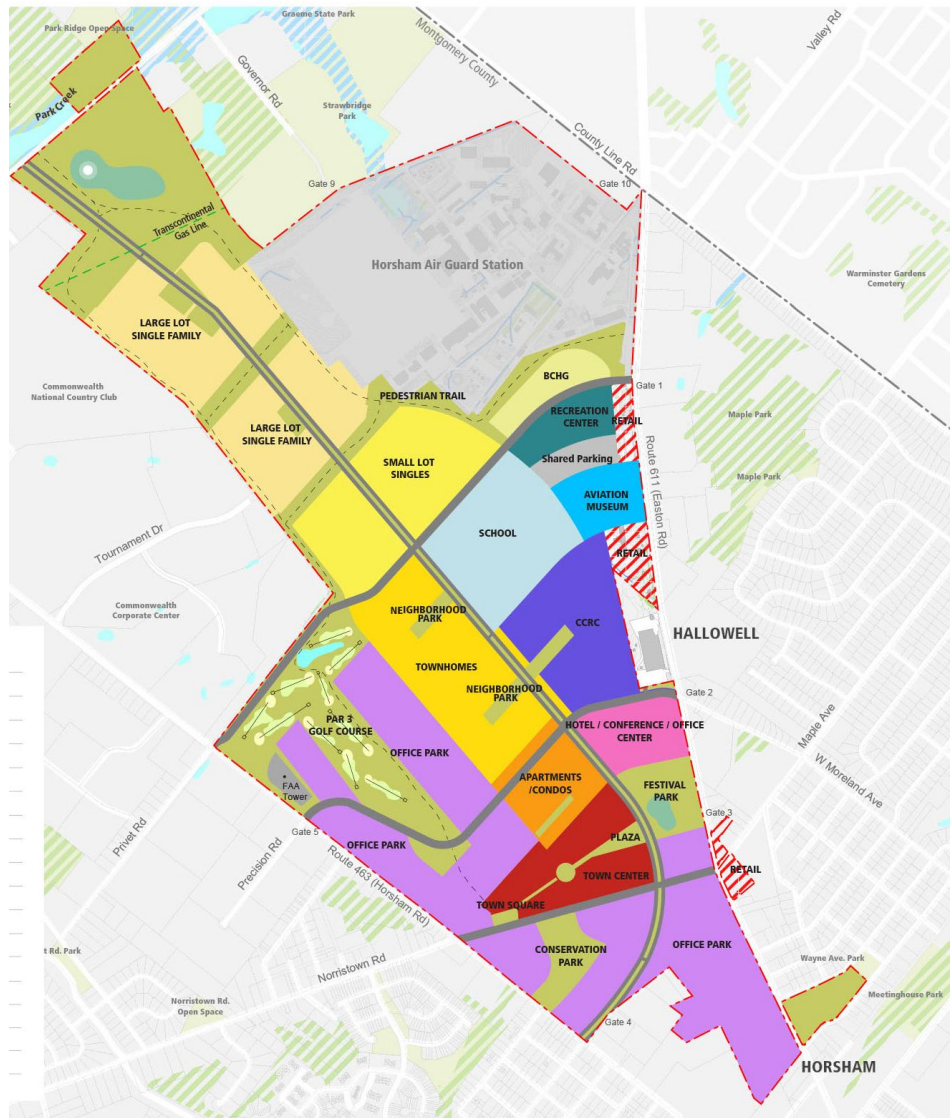 Graeme State Park
Park Ridge Open Space
Montgomery County
Valley Rd
Governor Rd
Park Creek
Strawbridge
Park
County Line Rd
Gate 9
Gate 10
Transcontinental
Gas Line
Horsham Air Guard Station
Warminster Gardens
Cemetery
LARGE LOT
SINGLE FAMILY
BCHG
Gate 1
PEDESTRIAN TRAIL
Commonwealth
National Country Club
RECREATION
CENTER
RETAIL
Maple Park
LARGE LOT
SINGLE FAMILY
Shared Parking
SMALL LOT
SINGLES
Route 611 (Easton Rd)
Maple Park
AVIATION
MUSEUM
Tournament Dr
SCHOOL
RETAIL
Commonwealth
Corporate Center
NEIGHBORHOOD
PARK
CCRC
HALLOWELL
TOWNHOMES
NEIGHBORHOOD
PARK
Gate 2
Maple Ave
PAR 3
GOLF COURSE
HOTEL / CONFERENCE / OFFICE
CENTER
OFFICE PARK
W Moreland Ave
FAA
Tower
APARTMENTS
/CONDOS
FESTIVAL
PARK
Gate 3
Privet Rd
Gate 5
PLAZA
Precision Rd
OFFICE PARK
Route 463 (Horsham Rd)
TOWN CENTER
RETAIL
TOWN SQUARE
t Rd. Park
Norristown Rd
CONSERVATION
PARK
OFFICE PARK
Wayne Ave. Park
Norristown Rd.
Open Space
Meetinghouse Park
Gate 4
HORSHAM